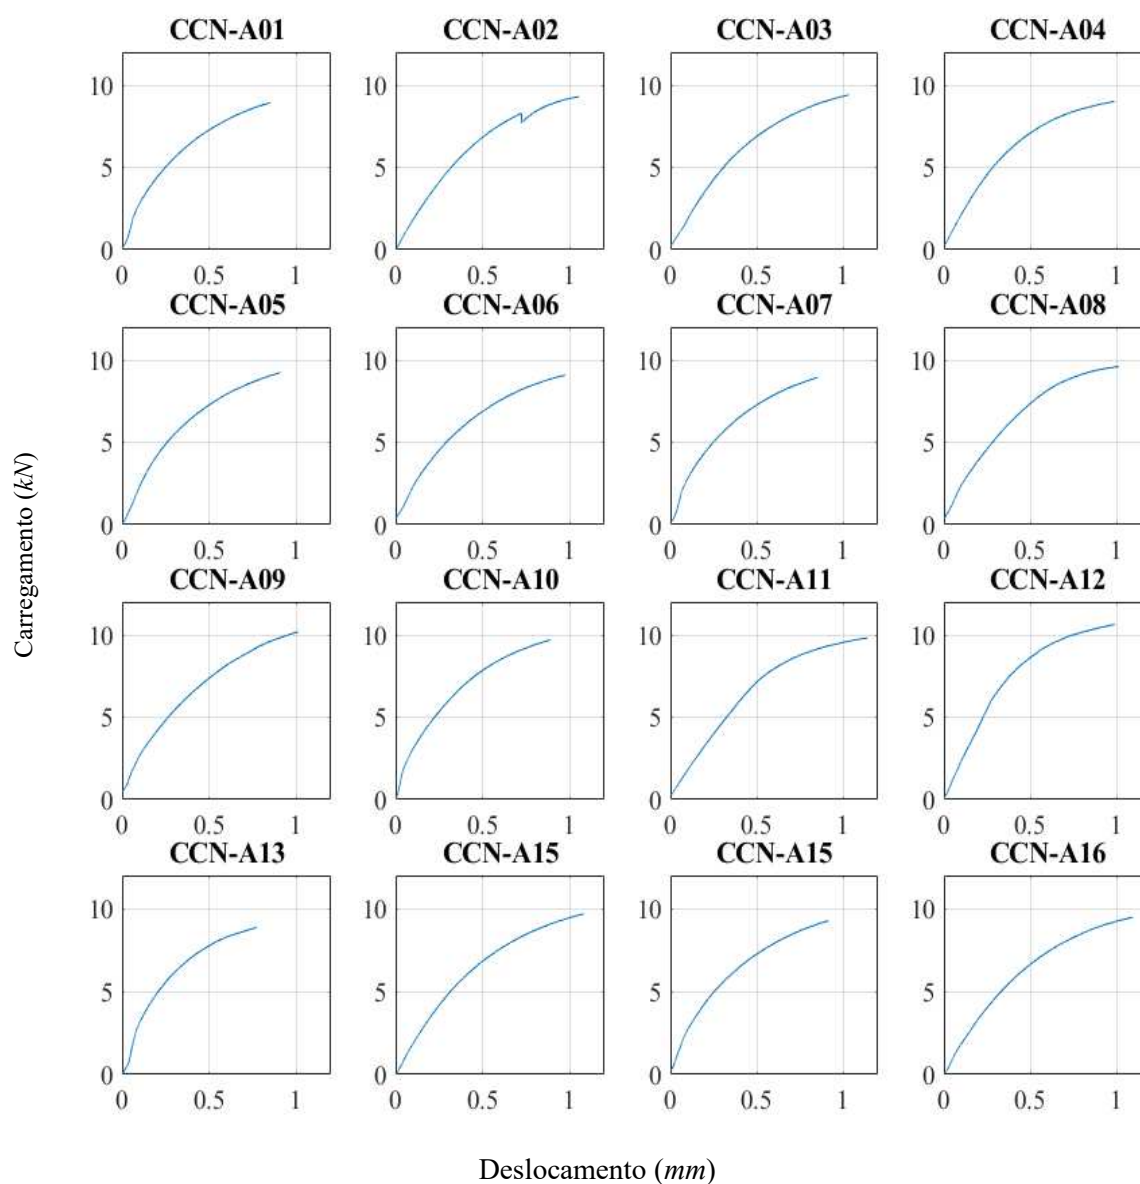 CCN-A01 CCN-A02 CCN-A03 CCN-A04
10 10 10 10
5 5 5 5
0 0 0 0
0 0.5 1 0 0.5 1 0 0.5 1 0 0.5 1
CCN-A05 CCN-A06 CCN-A07 CCN-A08
10 10 10 10
5 5 5 5
0 0 0 0
0 0.5 1 0 0.5 1 0 0.5 1 0 0.5 1
CCN-A09 CCN-A10 CCN-A11 CCN-A12
10 10 10 10
5 5 5 5
0 0 0 0
0 0.5 1 0 0.5 1 0 0.5 1 0 0.5 1
CCN-A13 CCN-A15 CCN-A15 CCN-A16
10 10 10 10
5 5 5 5
0 0 0 0
0 0.5 1 0 0.5 1 0 0.5 1 0 0.5 1
Carregamento (kN)
Deslocamento (mm)